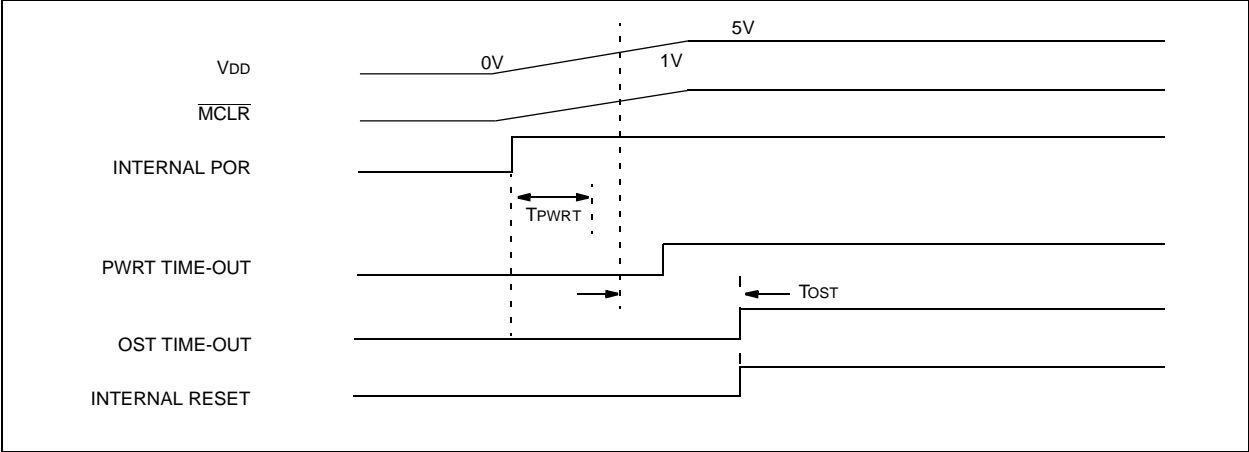 5V
VDD
0V
1V
MCLR
INTERNAL POR
TPWRT
PWRT TIME-OUT
TOST
OST TIME-OUT
INTERNAL RESET